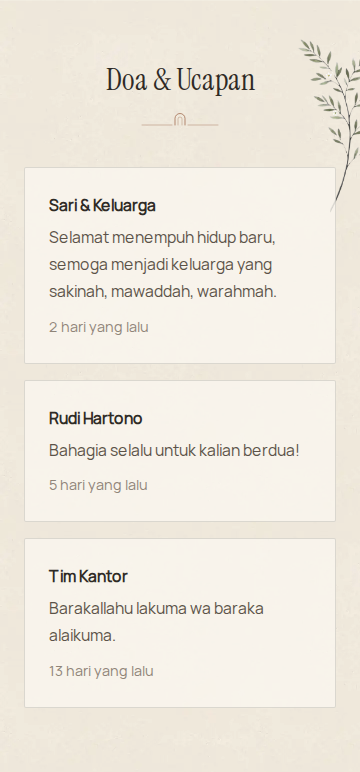 Doa & Ucapan
Sari & Keluarga
Selamat menempuh hidup baru,
semoga menjadi keluarga yang
sakinah, mawaddah, warahmah.
2 hari yang lalu
Rudi Hartono
Bahagia selalu untuk kalian berdua!
5 hari yang lalu
Tim Kantor
Barakallahu lakuma wa baraka
alaikuma.
13 hari yang lalu